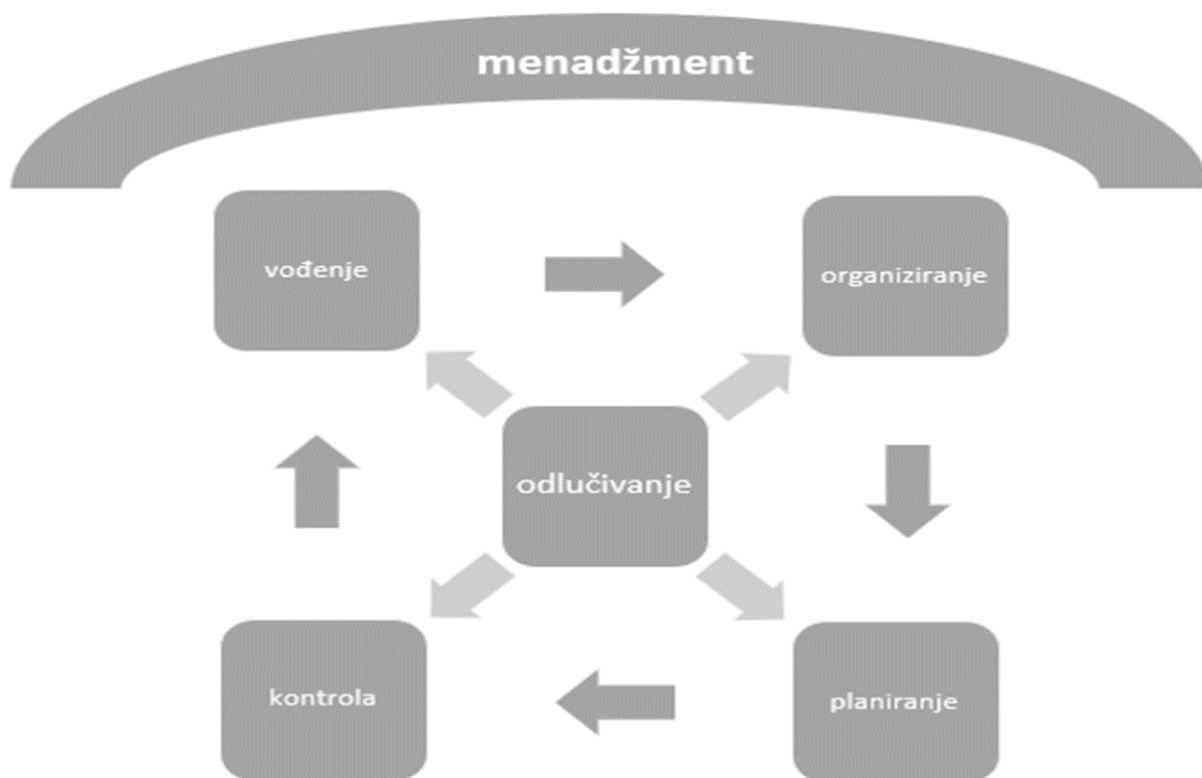 menadžment
vođenje
organiziranje
odlučivanje
kontrola
planiranje